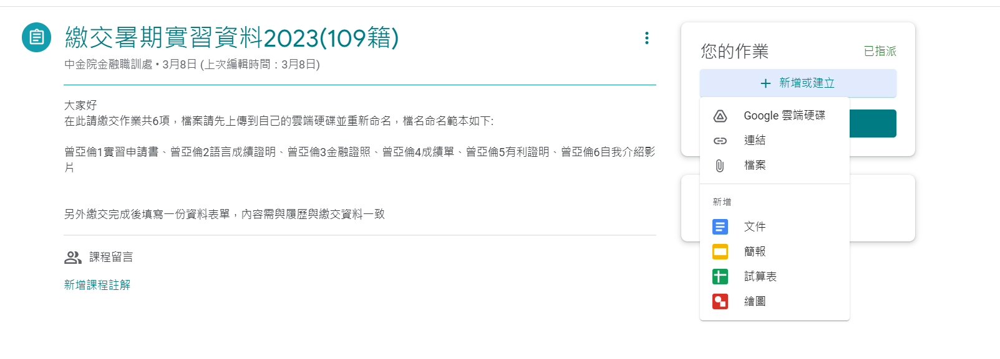 繳交暑期實習資料2023(109籍)
中金院金融職訓處 • 3月8日 (上次編輯時間：3月8日)
大家好
在此請繳交作業共6項，檔案請先上傳到自己的雲端硬碟並重新命名，檔名命名範本如下:
曾亞倫1實習申請書、曾亞倫2語言成績證明、曾亞倫3金融證照、曾亞倫4成績單、曾亞倫5有利證明、曾亞倫6自我介紹影
片
另外繳交完成後填寫一份資料表單，內容需與履歷與繳交資料一致
課程留言
新增課程註解
您的作業
已指派
+ 新增或建立
Google 雲端硬碟
連結
檔案
新增
文件
簡報
試算表
繪圖